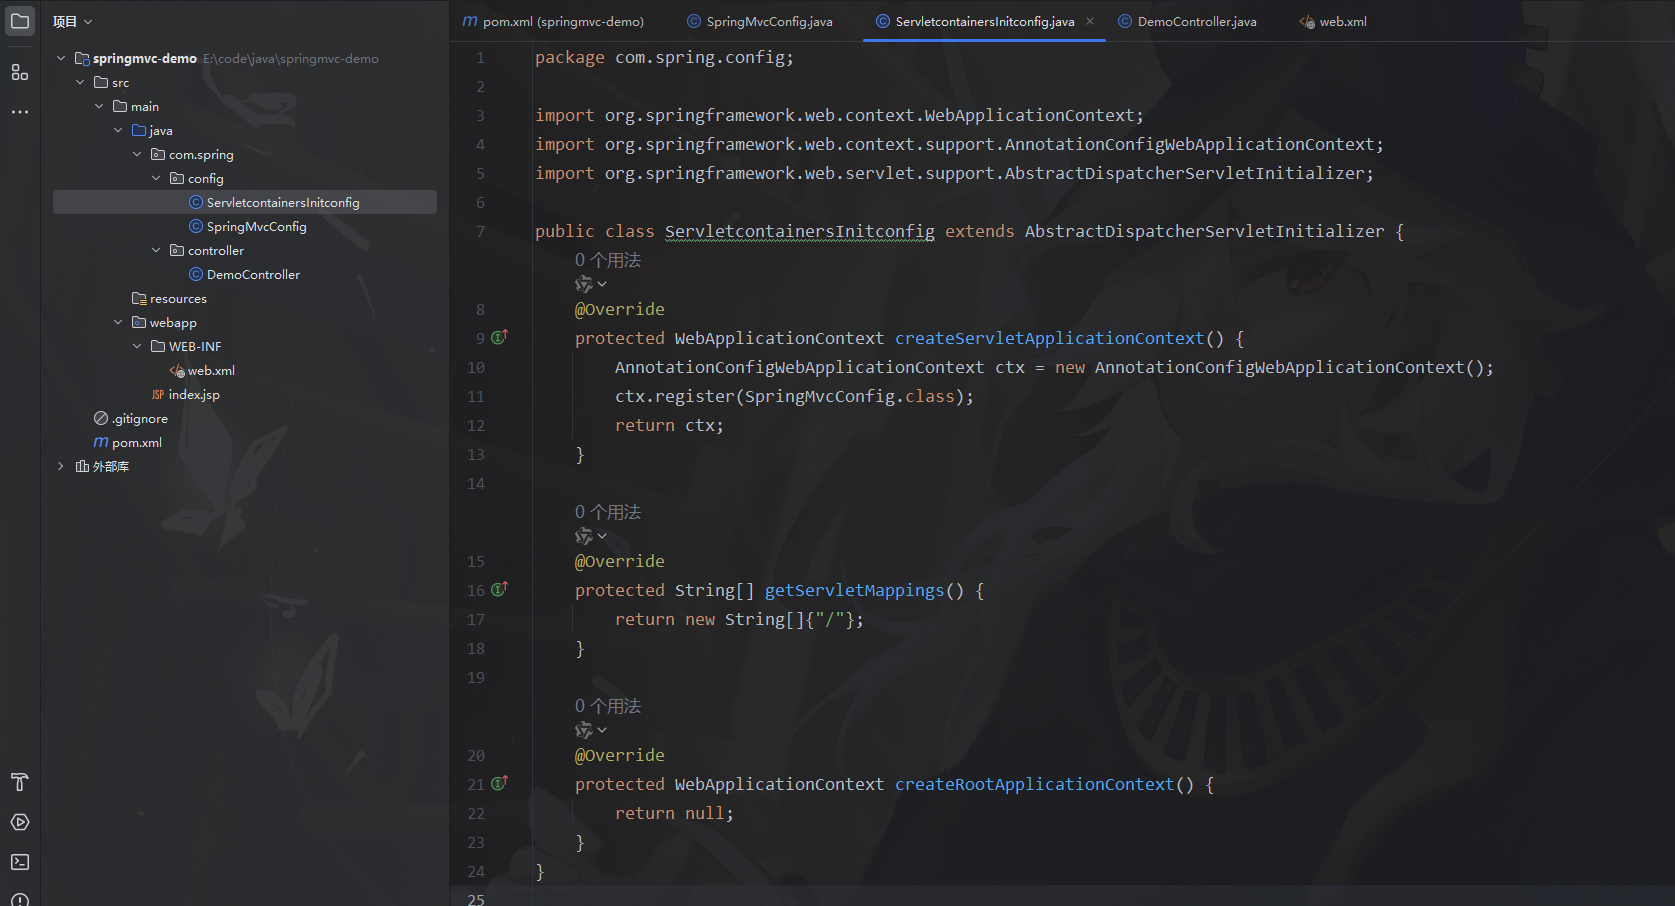 项目
springmvc-demo E:\code\java\springmvc-demo
src
main
java
com.spring
config
ServletcontainersInitconfig
SpringMvcConfig
controller
DemoController
resources
webapp
WEB-INF
web.xml
JSP index.jsp
.gitignore
m pom.xml
外部库
m pom.xml (springmvc-demo)
SpringMvcConfig.java
ServletcontainersInitconfig.java
DemoController.java
web.xml
1 package com.spring.config;
2
3 import org.springframework.web.context.WebApplicationContext;
4 import org.springframework.web.context.support.AnnotationConfigWebApplicationContext;
5 import org.springframework.web.servlet.support.AbstractDispatcherServletInitializer;
6
7 public class ServletcontainersInitconfig extends AbstractDispatcherServletInitializer {
0 个用法
8 @Override
9 protected WebApplicationContext createServletApplicationContext() {
10 AnnotationConfigWebApplicationContext ctx = new AnnotationConfigWebApplicationContext();
11 ctx.register(SpringMvcConfig.class);
12 return ctx;
13 }
14
0 个用法
15 @Override
16 protected String[] getServletMappings() {
17 return new String[]{"/"};
18 }
19
0 个用法
20 @Override
21 protected WebApplicationContext createRootApplicationContext() {
22 return null;
23 }
24 }
25